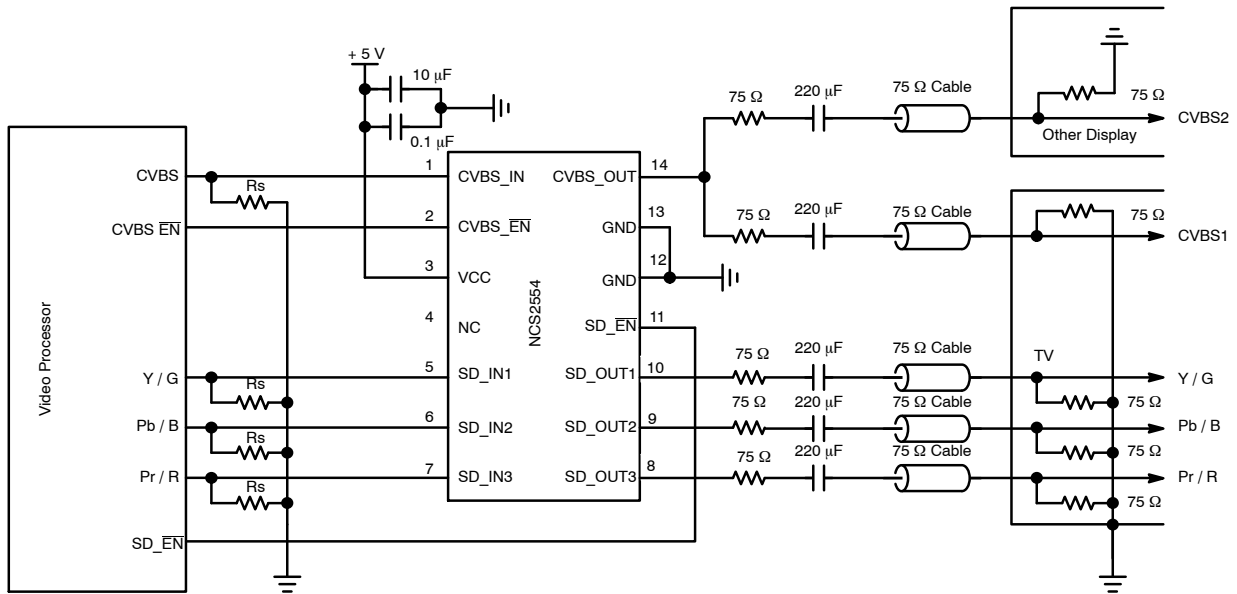 + 5 V
10 μF
0.1 μF
75 Ω
220 μF
75 Ω Cable
75 Ω
CVBS2
Other Display
Video Processor
CVBS
Rs
1
CVBS_IN
CVBS_OUT
14
CVBS EN
2
CVBS_EN
GND
13
75 Ω
220 μF
75 Ω Cable
75 Ω
CVBS1
3
VCC
GND
12
NCS2554
4
NC
SD_EN
11
Y / G
Rs
5
SD_IN1
SD_OUT1
10
75 Ω
220 μF
75 Ω Cable
TV
Y / G
75 Ω
Pb / B
Rs
6
SD_IN2
SD_OUT2
9
75 Ω
220 μF
75 Ω Cable
Pb / B
75 Ω
Pr / R
Rs
7
SD_IN3
SD_OUT3
8
75 Ω
220 μF
75 Ω Cable
Pr / R
75 Ω
SD_EN